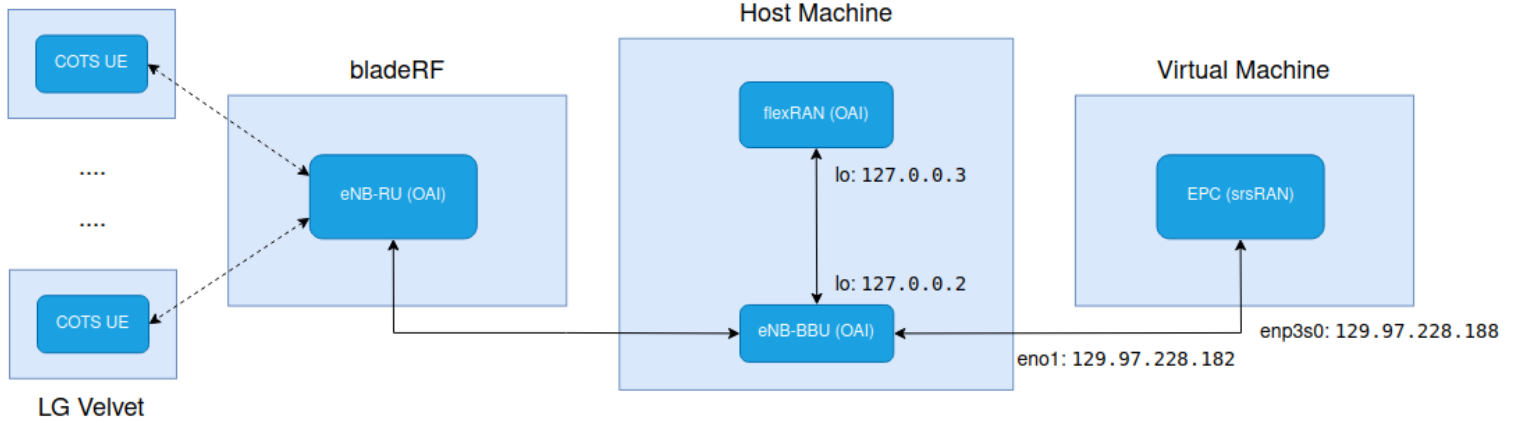 Host Machine
COTS UE
bladeRF
Virtual Machine
flexRAN (OAI)
....
lo: 127.0.0.3
eNB-RU (OAI)
EPC (srsRAN)
....
lo: 127.0.0.2
COTS UE
eNB-BBU (OAI)
enp3s0: 129.97.228.188
eno1: 129.97.228.182
LG Velvet